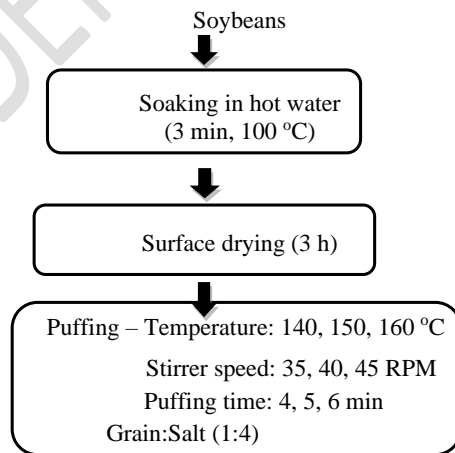 Soybeans
Soaking in hot water
(3 min, 100 °C)
Surface drying (3 h)
Puffing – Temperature: 140, 150, 160 °C
Stirrer speed: 35, 40, 45 RPM
Puffing time: 4, 5, 6 min
Grain:Salt (1:4)